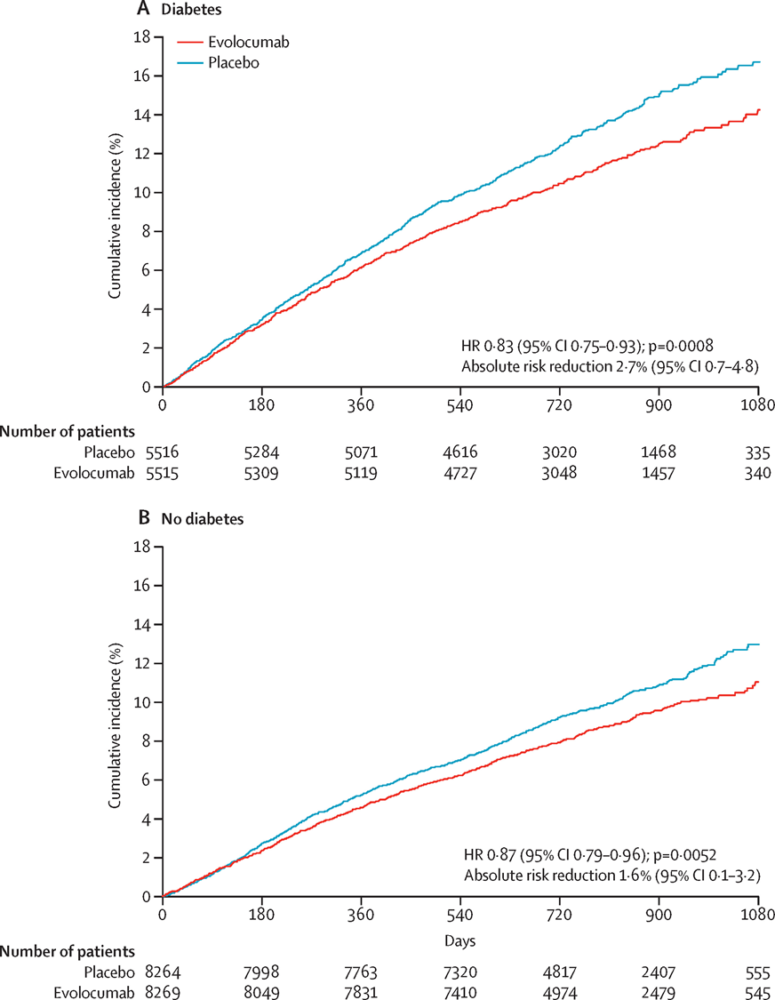 A Diabetes
18
16
14
12
10
8
6
4
2
0
Cumulative incidence (%)
Evolocumab
Placebo
HR 0·83 (95% CI 0·75–0·93); p=0·0008
Absolute risk reduction 2·7% (95% CI 0·7–4·8)
0 180 360 540 720 900 1080
Number of patients
Placebo 5516 5284 5071 4616 3020 1468 335
Evolocumab 5515 5309 5119 4727 3048 1457 340
B No diabetes
18
16
14
12
10
8
6
4
2
0
Cumulative incidence (%)
HR 0·87 (95% CI 0·79–0·96); p=0·0052
Absolute risk reduction 1·6% (95% CI 0·1–3·2)
0 180 360 540 720 900 1080
Days
Number of patients
Placebo 8264 7998 7763 7320 4817 2407 555
Evolocumab 8269 8049 7831 7410 4974 2479 545